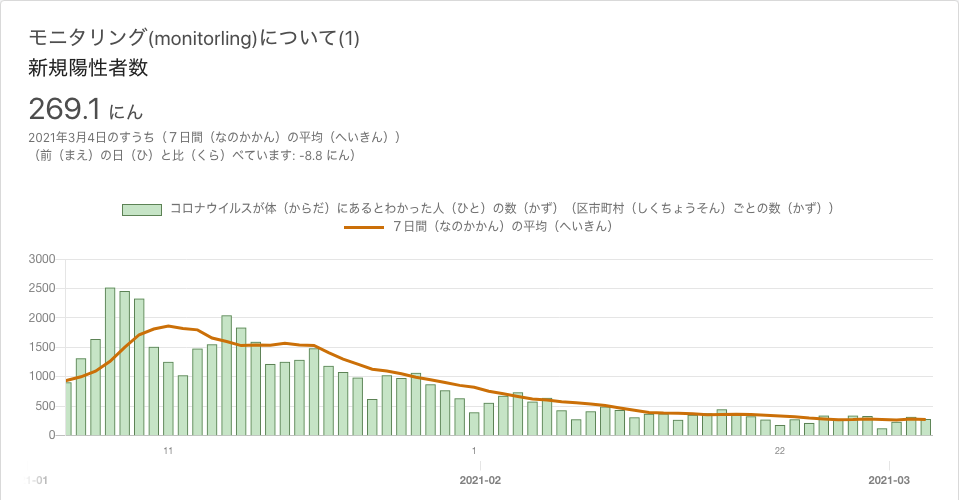 モニタリング(monitorling)について(1)
新規陽性者数
269.1 にん
2021年3月4日のすうち（７日間（なのかかん）の平均（へいきん））
（前（まえ）の日（ひ）と比（くら）べています: -8.8 にん）
コロナウイルスが体（からだ）にあるとわかった人（ひと）の数（かず）（区市町村（しくちょうそん）ごとの数（かず））
７日間（なのかかん）の平均（へいきん）
3000
2500
2000
1500
1000
500
0
11 1 22
-01 2021-02 2021-03